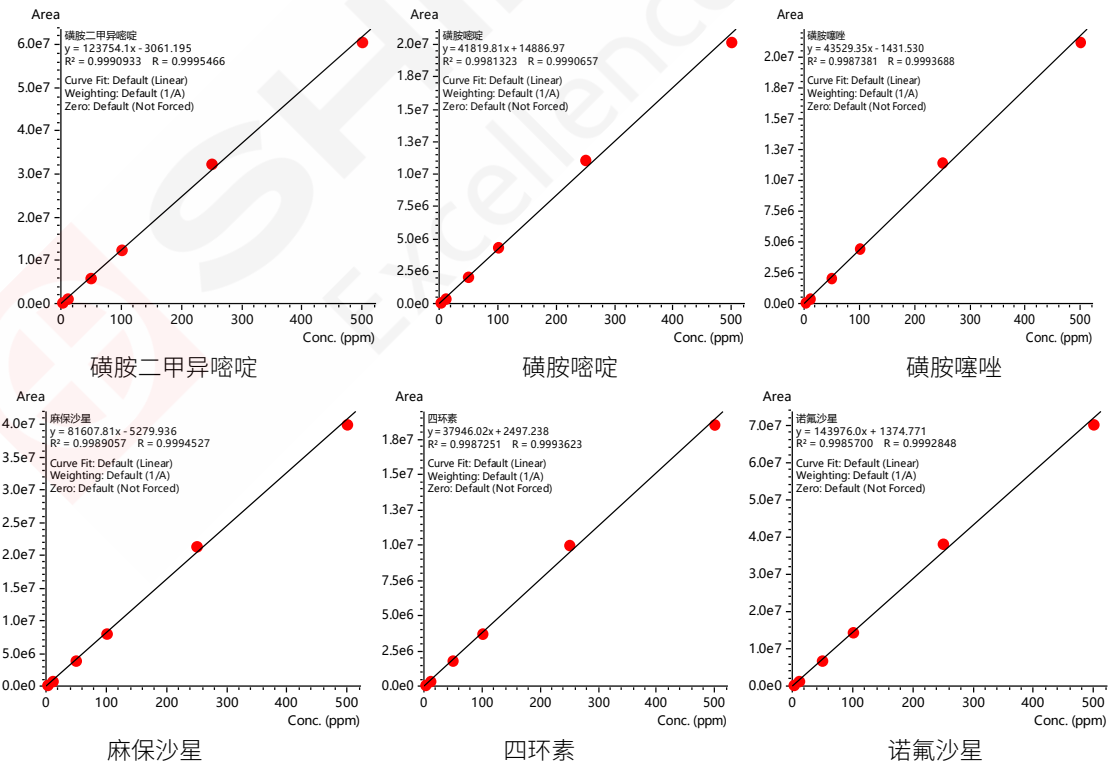 Area
磺胺二甲异嘧啶
y = 123754.1x - 3061.195
R² = 0.9990933 R = 0.9995466
Curve Fit: Default (Linear)
Weighting: Default (1/A)
Zero: Default (Not Forced)
6.0e7
5.0e7
4.0e7
3.0e7
2.0e7
1.0e7
0.0e0
0 100 200 300 400 500
Conc. (ppm)
磺胺二甲异嘧啶
Area
磺胺嘧啶
y = 41819.81x + 14886.97
R² = 0.9981323 R = 0.9990657
Curve Fit: Default (Linear)
Weighting: Default (1/A)
Zero: Default (Not Forced)
2.0e7
1.8e7
1.5e7
1.3e7
1.0e7
7.5e6
5.0e6
2.5e6
0.0e0
0 100 200 300 400 500
Conc. (ppm)
磺胺嘧啶
Area
磺胺噻唑
y = 43529.35x - 1431.530
R² = 0.9987381 R = 0.9993688
Curve Fit: Default (Linear)
Weighting: Default (1/A)
Zero: Default (Not Forced)
2.0e7
1.8e7
1.5e7
1.3e7
1.0e7
7.5e6
5.0e6
2.5e6
0.0e0
0 100 200 300 400 500
Conc. (ppm)
磺胺噻唑
Area
麻保沙星
y = 81607.81x - 5279.936
R² = 0.9989057 R = 0.9994527
Curve Fit: Default (Linear)
Weighting: Default (1/A)
Zero: Default (Not Forced)
4.0e7
3.5e7
3.0e7
2.5e7
2.0e7
1.5e7
1.0e7
5.0e6
0.0e0
0 100 200 300 400 500
Conc. (ppm)
麻保沙星
Area
四环素
y = 37946.02x + 2497.238
R² = 0.9987251 R = 0.9993623
Curve Fit: Default (Linear)
Weighting: Default (1/A)
Zero: Default (Not Forced)
1.8e7
1.5e7
1.3e7
1.0e7
7.5e6
5.0e6
2.5e6
0.0e0
0 100 200 300 400 500
Conc. (ppm)
四环素
Area
诺氟沙星
y = 143976.0x + 1374.771
R² = 0.9985700 R = 0.9992848
Curve Fit: Default (Linear)
Weighting: Default (1/A)
Zero: Default (Not Forced)
7.0e7
6.0e7
5.0e7
4.0e7
3.0e7
2.0e7
1.0e7
0.0e0
0 100 200 300 400 500
Conc. (ppm)
诺氟沙星
Excellence